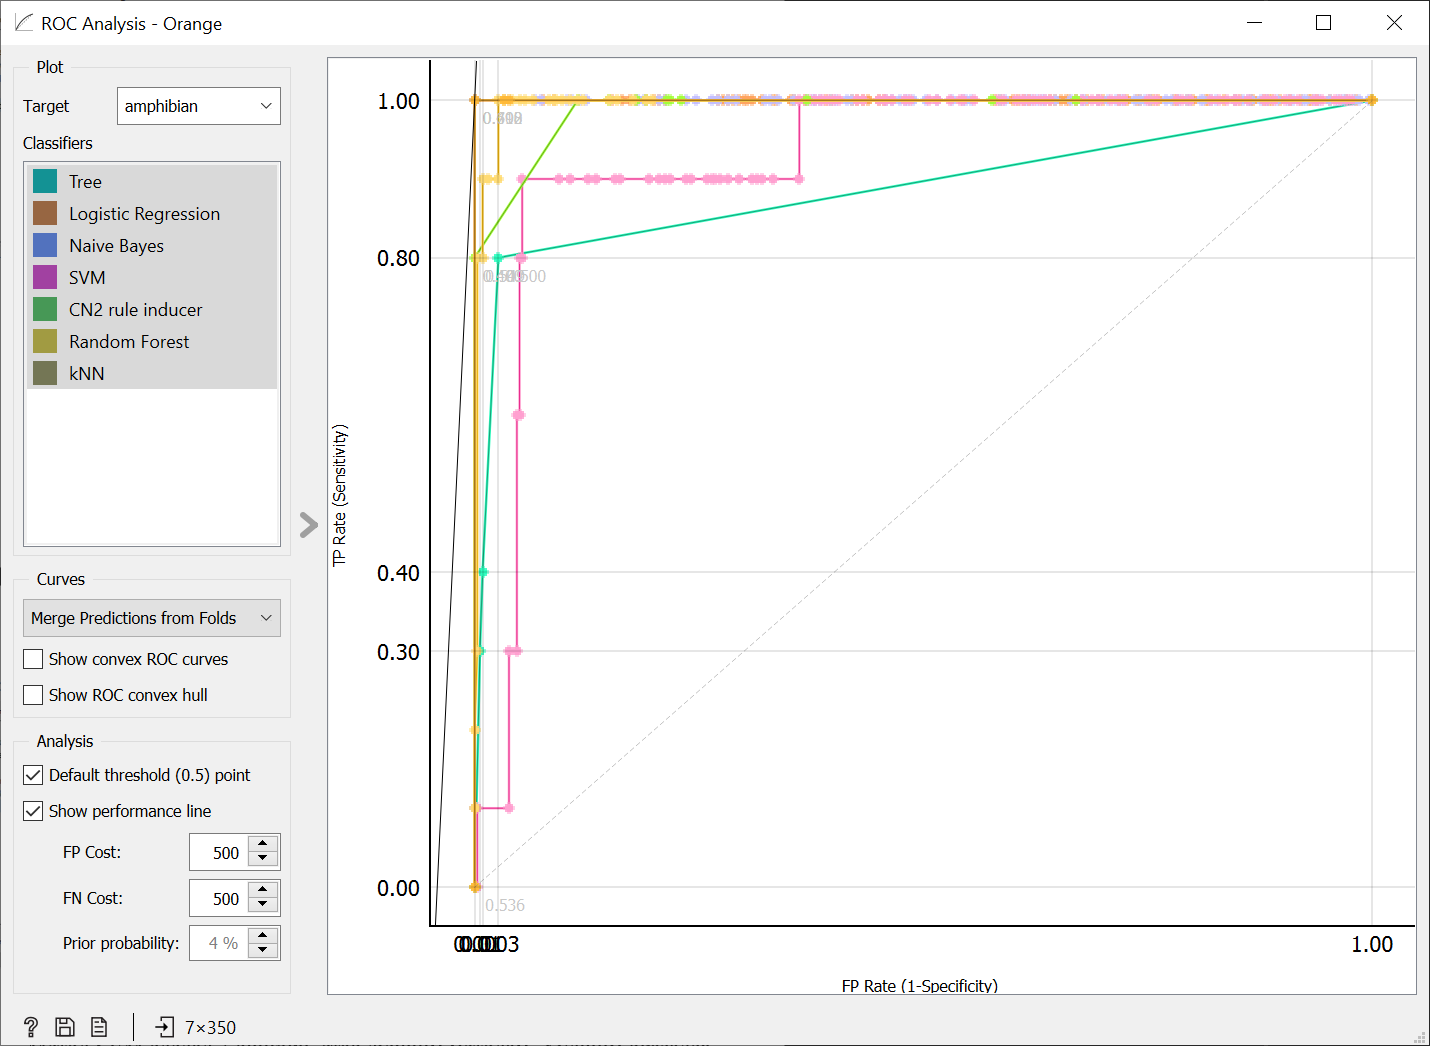 ROC Analysis - Orange
Plot
Target
amphibian
Classifiers
Tree
Logistic Regression
Naive Bayes
SVM
CN2 rule inducer
Random Forest
kNN
Curves
Merge Predictions from Folds
Show convex ROC curves
Show ROC convex hull
Analysis
Default threshold (0.5) point
Show performance line
FP Cost:
500
FN Cost:
500
Prior probability:
4 %
7×350
TP Rate (Sensitivity)
1.00
0.80
0.40
0.30
0.00
0.536
1.00
FP Rate (1-Specificity)